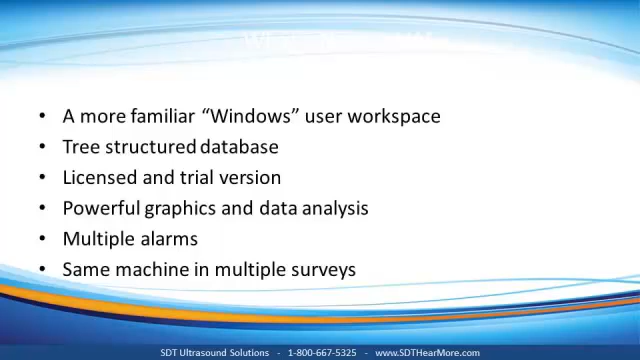 • A more familiar “Windows” user workspace
• Tree structured database
• Licensed and trial version
• Powerful graphics and data analysis
• Multiple alarms
• Same machine in multiple surveys
SDT Ultrasound Solutions - 1-800-667-5325 - www.SDTHearMore.com